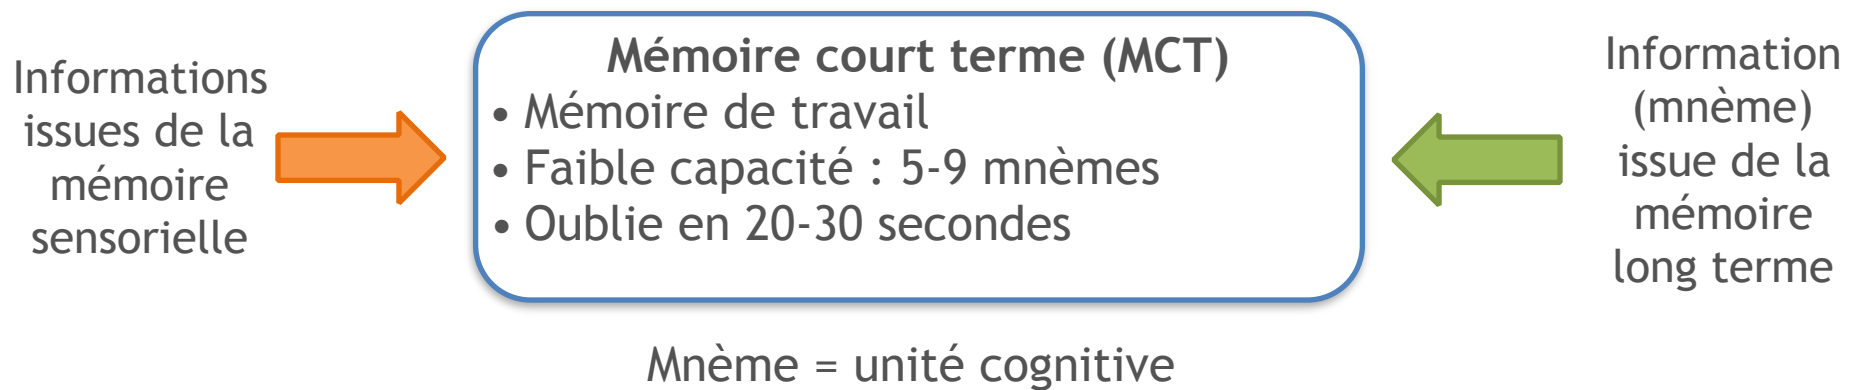 Informations
issues de la
mémoire
sensorielle
Mémoire court terme (MCT)
• Mémoire de travail
• Faible capacité : 5-9 mnèmes
• Oublie en 20-30 secondes
Information
(mnème)
issue de la
mémoire
long terme
Mnème = unité cognitive